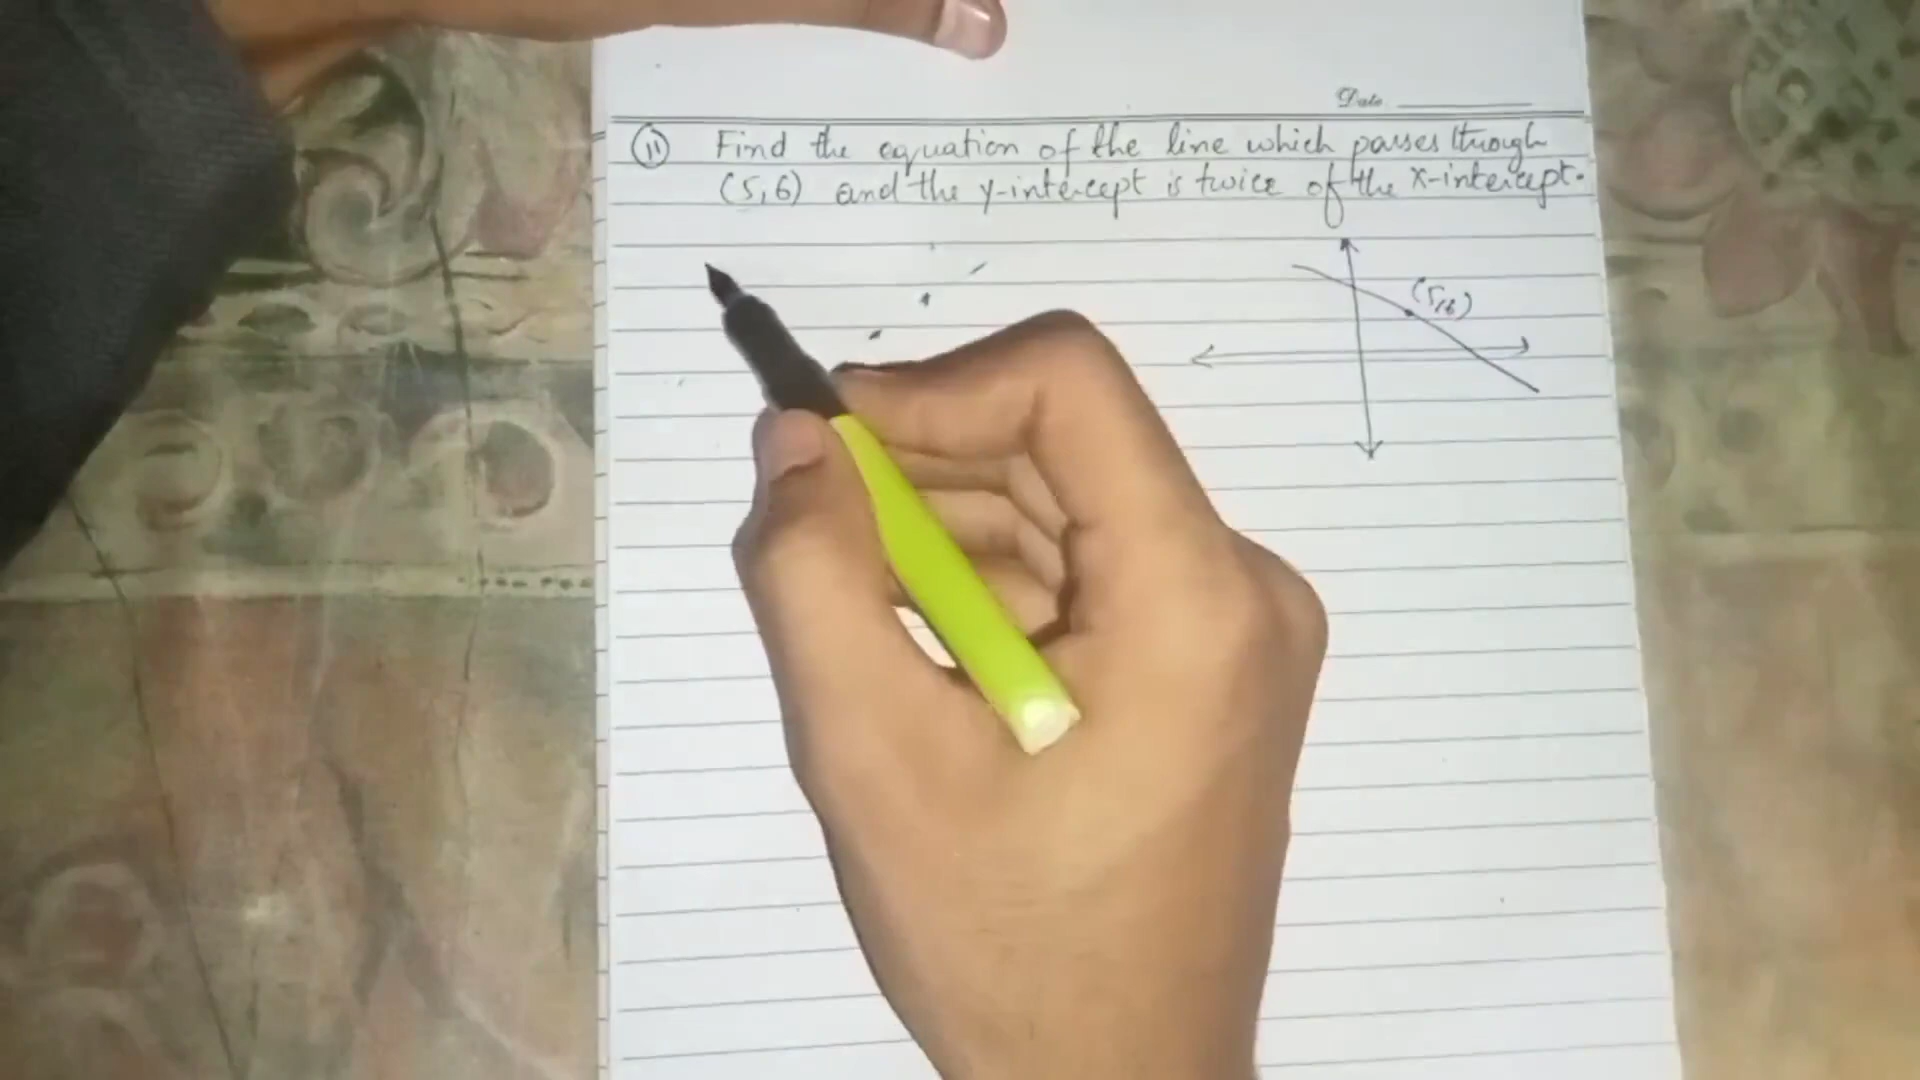 Date
11 Find the equation of the line which passes through
(5,6) and the y-intercept is twice of the x-intercept.
(5,6)